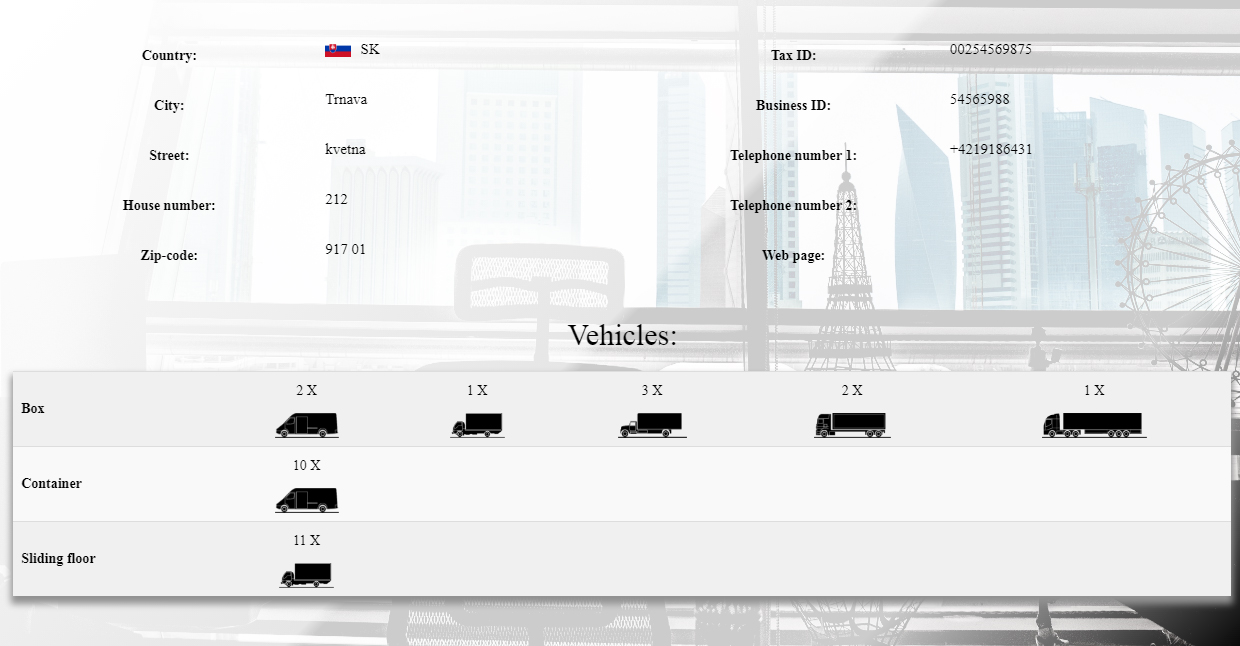 Country: SK Tax ID: 00254569875
City: Trnava Business ID: 54565988
Street: kvetna Telephone number 1: +4219186431
House number: 212 Telephone number 2:
Zip-code: 917 01 Web page:
Vehicles:
Box 2 X 1 X 3 X 2 X 1 X
Container 10 X
Sliding floor 11 X